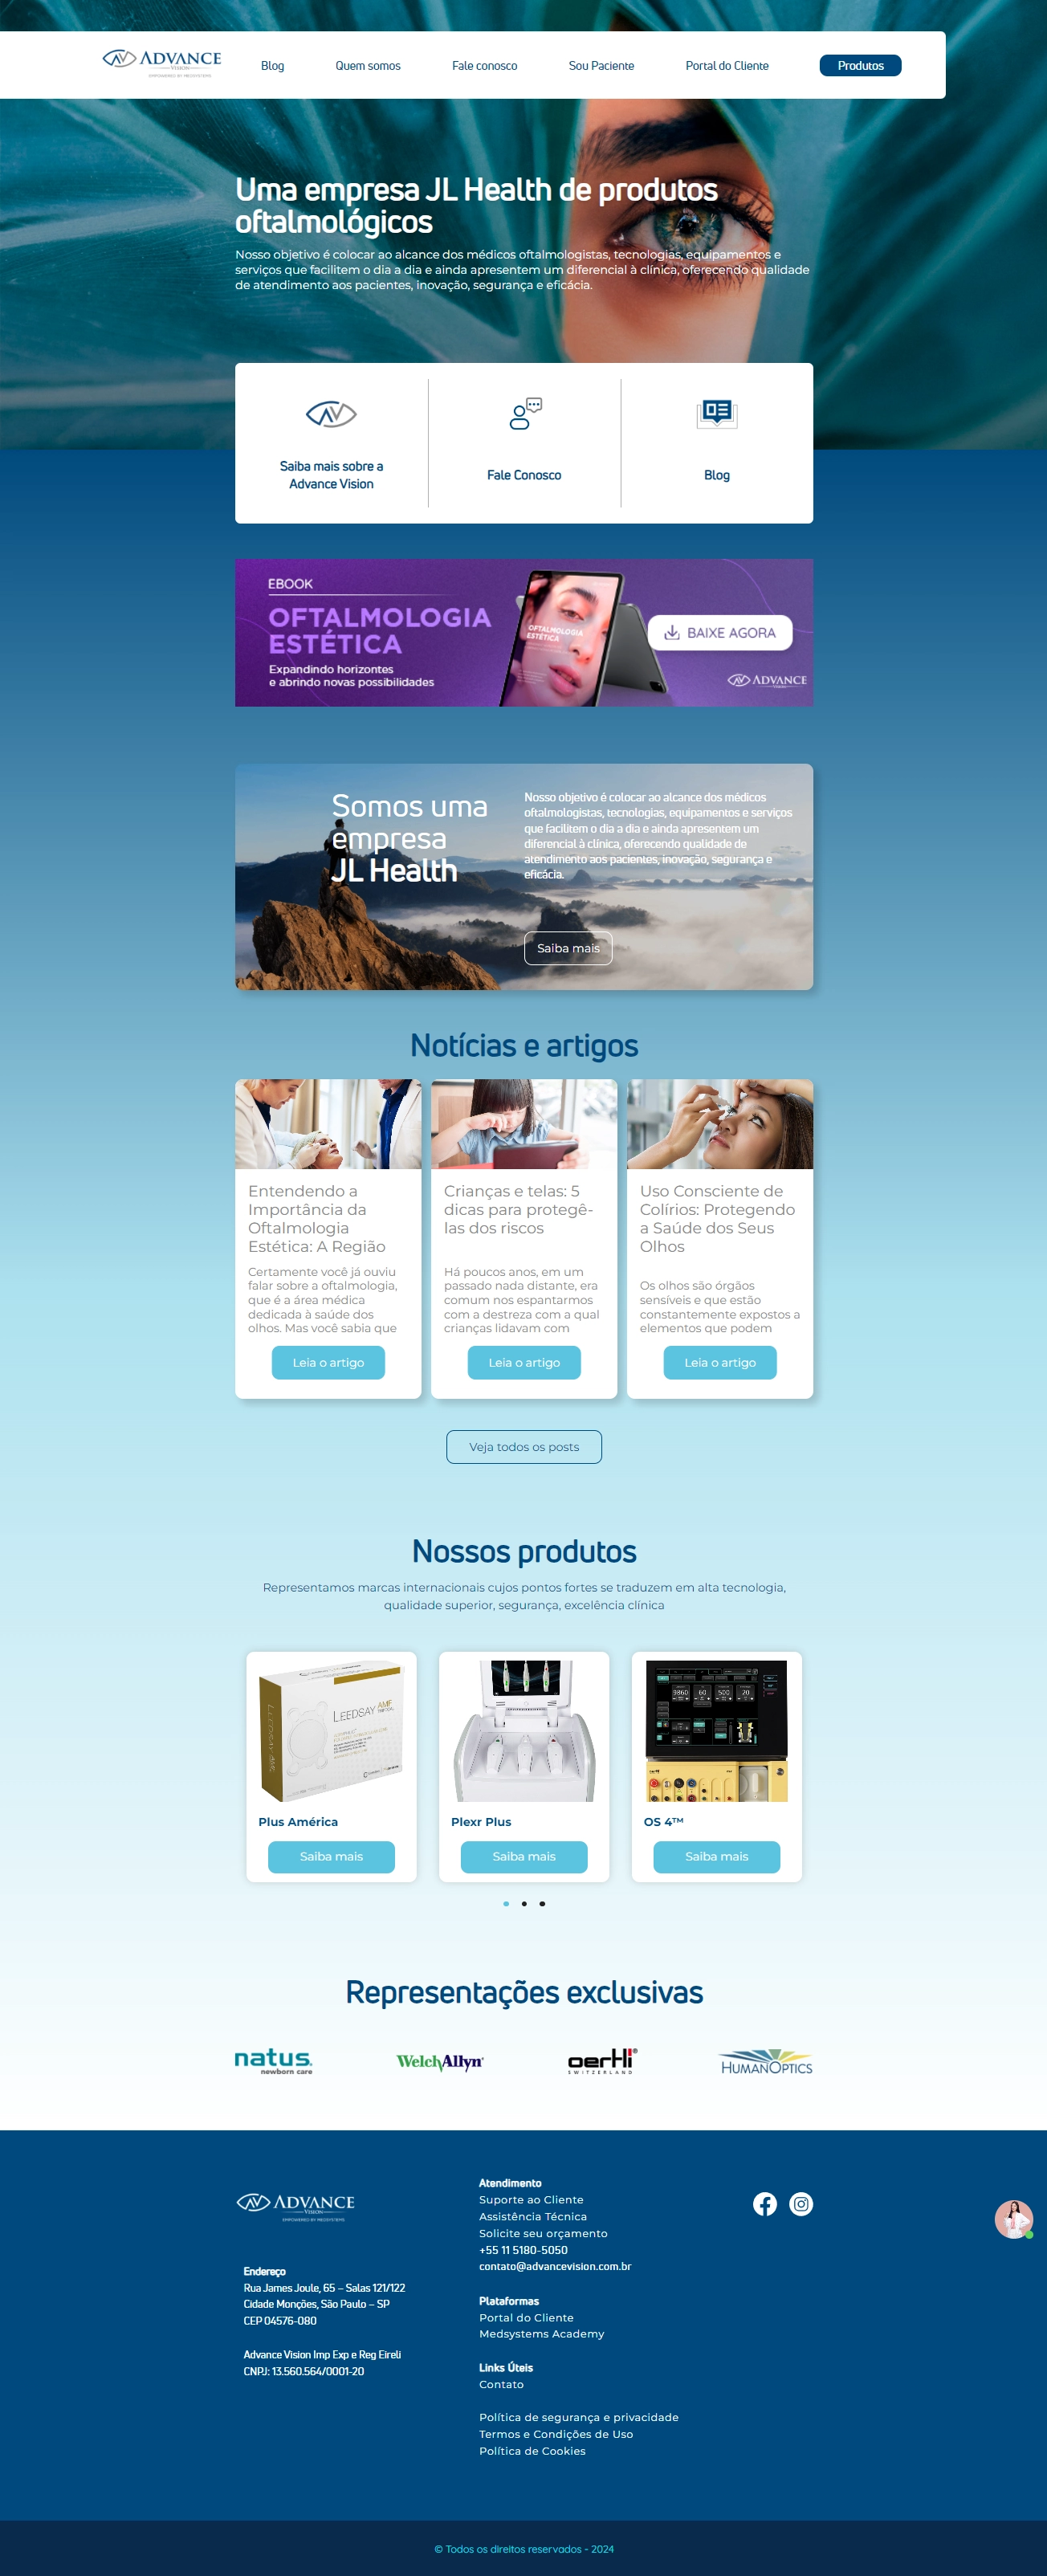 ADVANCE
VISION
EMPOWERED BY MEDSYSTEMS
Blog
Quem somos
Fale conosco
Sou Paciente
Portal do Cliente
Produtos
Uma empresa JL Health de produtos
oftalmológicos
Nosso objetivo é colocar ao alcance dos médicos oftalmologistas, tecnologias, equipamentos e
serviços que facilitem o dia a dia e ainda apresentem um diferencial à clínica, oferecendo qualidade
de atendimento aos pacientes, inovação, segurança e eficácia.
Saiba mais sobre a
Advance Vision
Fale Conosco
Blog
EBOOK
OFTALMOLOGIA
ESTÉTICA
Expandindo horizontes
e abrindo novas possibilidades
OFTALMOLOGIA
ESTÉTICA
BAIXE AGORA
ADVANCE
VISION
Somos uma
empresa
JL Health
Nosso objetivo é colocar ao alcance dos médicos
oftalmologistas, tecnologias, equipamentos e serviços
que facilitem o dia a dia e ainda apresentem um
diferencial à clínica, oferecendo qualidade de
atendimento aos pacientes, inovação, segurança e
eficácia.
Saiba mais
Notícias e artigos
Entendendo a
Importância da
Oftalmologia
Estética: A Região
Certamente você já ouviu
falar sobre a oftalmologia,
que é a área médica
dedicada à saúde dos
olhos. Mas você sabia que
Leia o artigo
Crianças e telas: 5
dicas para protegê-
las dos riscos
Há poucos anos, em um
passado nada distante, era
comum nos espantarmos
com a destreza com a qual
crianças lidavam com
Leia o artigo
Uso Consciente de
Colírios: Protegendo
a Saúde dos Seus
Olhos
Os olhos são órgãos
sensíveis e que estão
constantemente expostos a
elementos que podem
Leia o artigo
Veja todos os posts
Nossos produtos
Representamos marcas internacionais cujos pontos fortes se traduzem em alta tecnologia,
qualidade superior, segurança, excelência clínica
LEEDSAY AMF
9860 60 500 20
Plus América
Saiba mais
Plexr Plus
Saiba mais
OS 4™
Saiba mais
Representações exclusivas
natus®
newborn care
WelchAllyn®
oertli®
SWITZERLAND
HUMANOPTICS
ADVANCE
VISION
EMPOWERED BY MEDSYSTEMS
Endereço
Rua James Joule, 65 – Salas 121/122
Cidade Monções, São Paulo – SP
CEP 04576-080
Advance Vision Imp Exp e Reg Eireli
CNPJ: 13.560.564/0001-20
Atendimento
Suporte ao Cliente
Assistência Técnica
Solicite seu orçamento
+55 11 5180-5050
contato@advancevision.com.br
Plataformas
Portal do Cliente
Medsystems Academy
Links Úteis
Contato
Política de segurança e privacidade
Termos e Condições de Uso
Política de Cookies
© Todos os direitos reservados - 2024